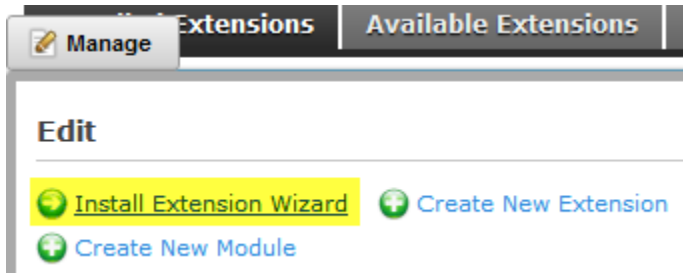 Extensions Available Extensions
Manage
Edit
Install Extension Wizard Create New Extension
Create New Module